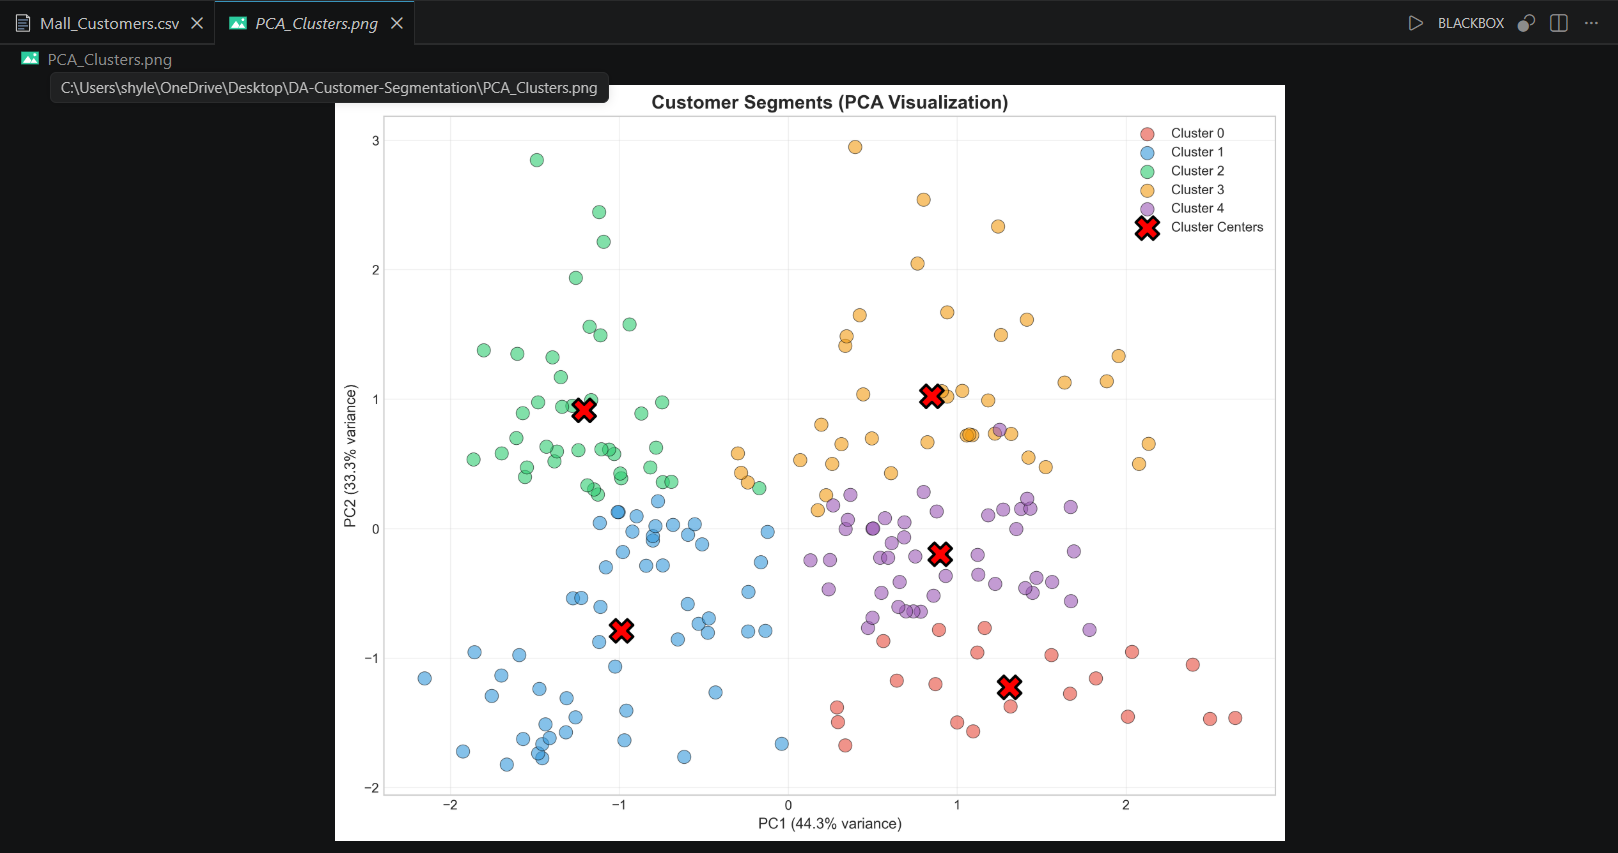 Mall_Customers.csv
PCA_Clusters.png
BLACKBOX
PCA_Clusters.png
C:\Users\shyle\OneDrive\Desktop\DA-Customer-Segmentation\PCA_Clusters.png
Customer Segments (PCA Visualization)
Cluster 0
Cluster 1
Cluster 2
Cluster 3
Cluster 4
Cluster Centers
3
2
1
0
−1
−2
PC2 (33.3% variance)
−2
−1
0
1
2
PC1 (44.3% variance)